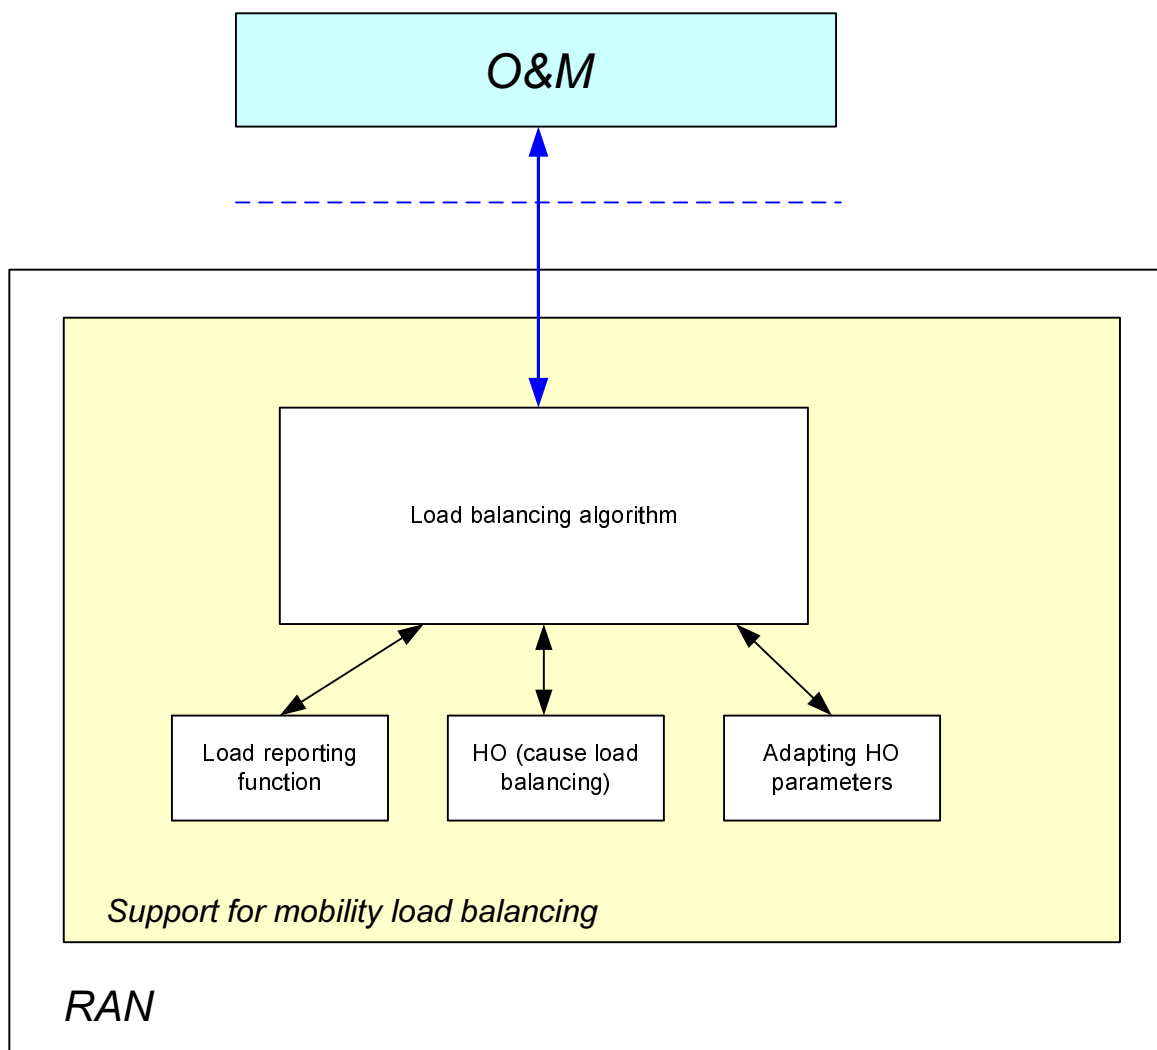 O&M
Load balancing algorithm
Load reporting
function
HO (cause load
balancing)
Adapting HO
parameters
Support for mobility load balancing
RAN